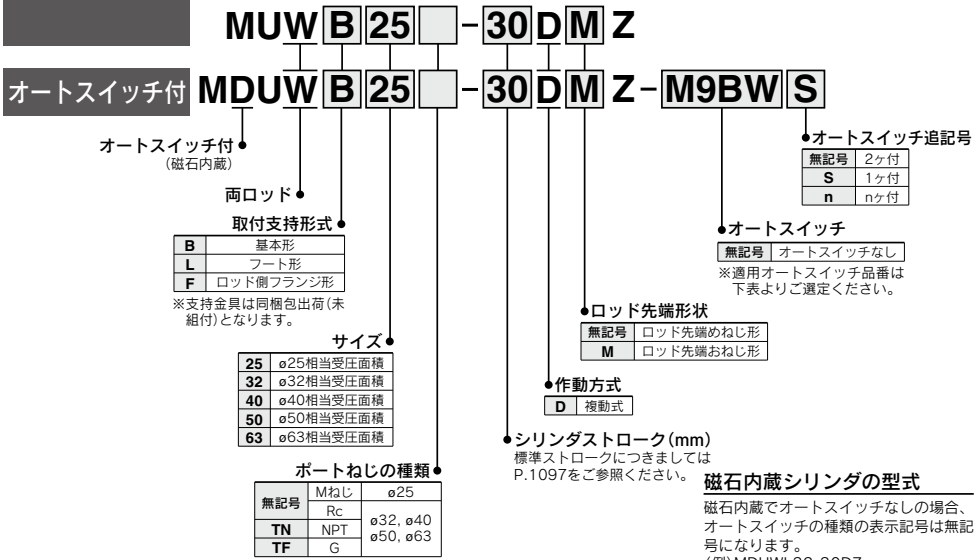 MUW B 25 -30 D M Z
オートスイッチ付 MDUW B 25 -30 D M Z-M9BW S
オートスイッチ付
(磁石内蔵)
両ロッド
取付支持形式
B 基本形
L フート形
F ロッド側フランジ形
※支持金具は同梱包出荷(未
組付)となります。
サイズ
25 ø25相当受圧面積
32 ø32相当受圧面積
40 ø40相当受圧面積
50 ø50相当受圧面積
63 ø63相当受圧面積
ポートねじの種類
無記号 Mねじ ø25
Rc ø32, ø40
TN NPT ø50, ø63
TF G
オートスイッチ追記号
無記号 2ヶ付
S 1ヶ付
n nヶ付
オートスイッチ
無記号 オートスイッチなし
※適用オートスイッチ品番は
下表よりご選定ください。
ロッド先端形状
無記号 ロッド先端めねじ形
M ロッド先端おねじ形
作動方式
D 複動式
シリンダストローク(mm)
標準ストロークにつきましては
P.1097をご参照ください。
磁石内蔵シリンダの型式
磁石内蔵でオートスイッチなしの場合、
オートスイッチの種類の表示記号は無記
号になります。